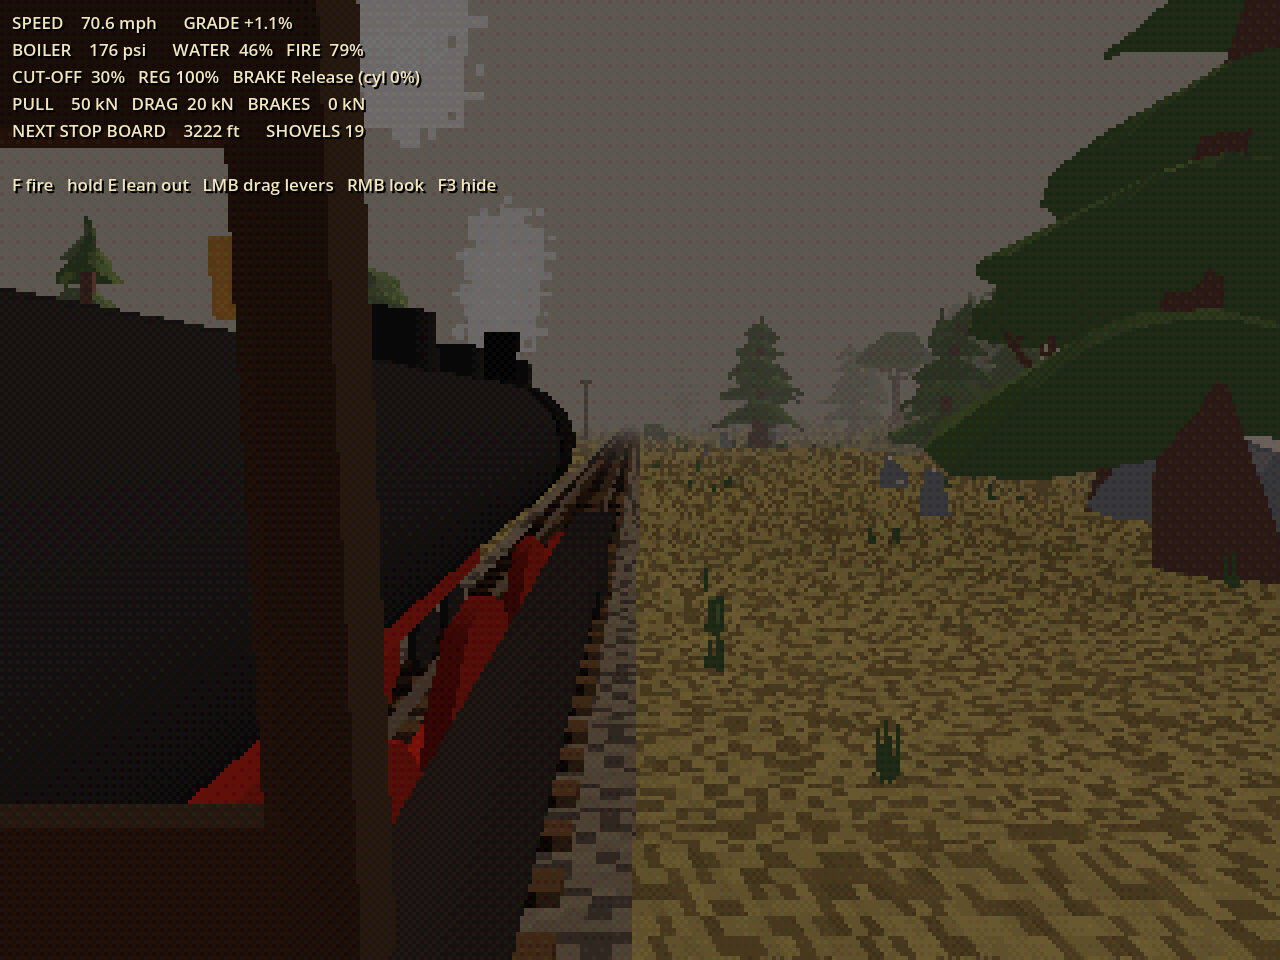 SPEED 70.6 mph GRADE +1.1%
BOILER 176 psi WATER 46% FIRE 79%
CUT-OFF 30% REG 100% BRAKE Release (cyl 0%)
PULL 50 kN DRAG 20 kN BRAKES 0 kN
NEXT STOP BOARD 3222 ft SHOVELS 19
F fire hold E lean out LMB drag levers RMB look F3 hide